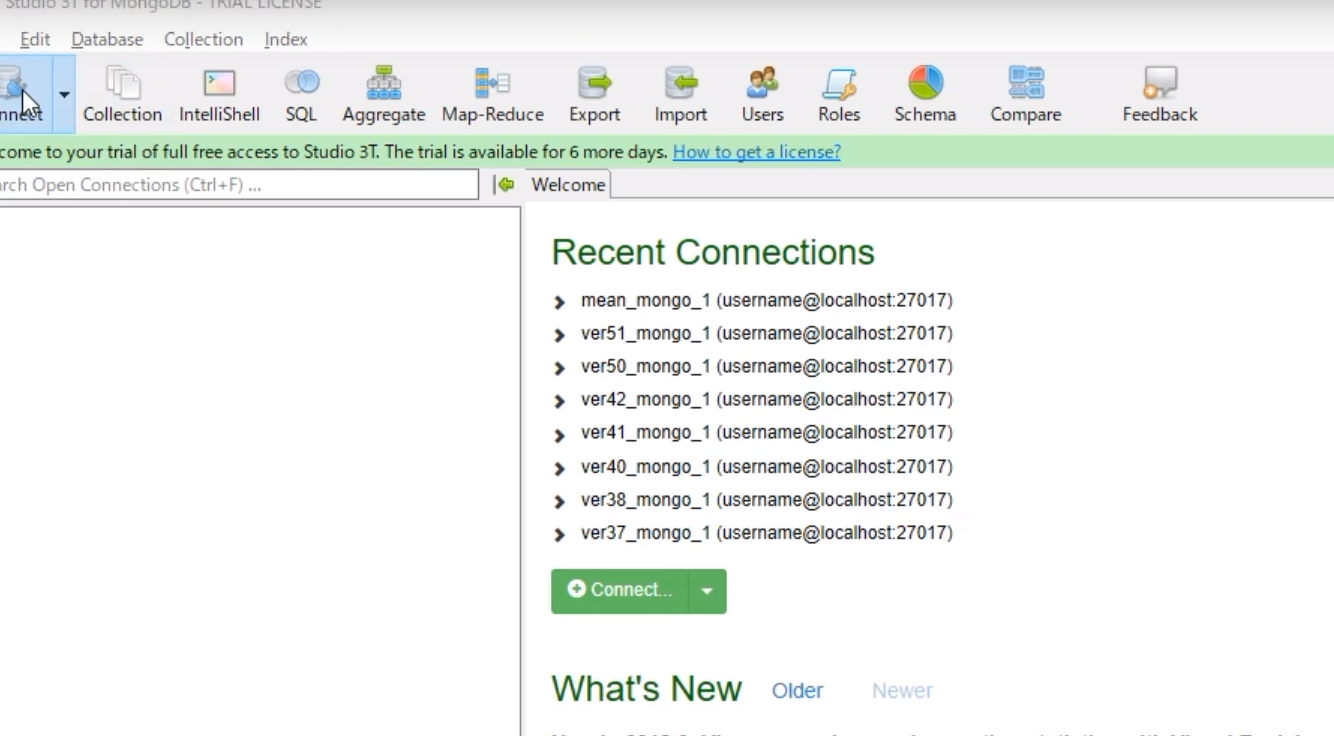 Studio 3T for MongoDB - TRIAL LICENSE
Edit Database Collection Index
Collection IntelliShell SQL Aggregate Map-Reduce Export Import Users Roles Schema Compare Feedback
come to your trial of full free access to Studio 3T. The trial is available for 6 more days. How to get a license?
rch Open Connections (Ctrl+F) ...
Welcome
Recent Connections
mean_mongo_1 (username@localhost:27017)
ver51_mongo_1 (username@localhost:27017)
ver50_mongo_1 (username@localhost:27017)
ver42_mongo_1 (username@localhost:27017)
ver41_mongo_1 (username@localhost:27017)
ver40_mongo_1 (username@localhost:27017)
ver38_mongo_1 (username@localhost:27017)
ver37_mongo_1 (username@localhost:27017)
Connect...
What's New Older Newer